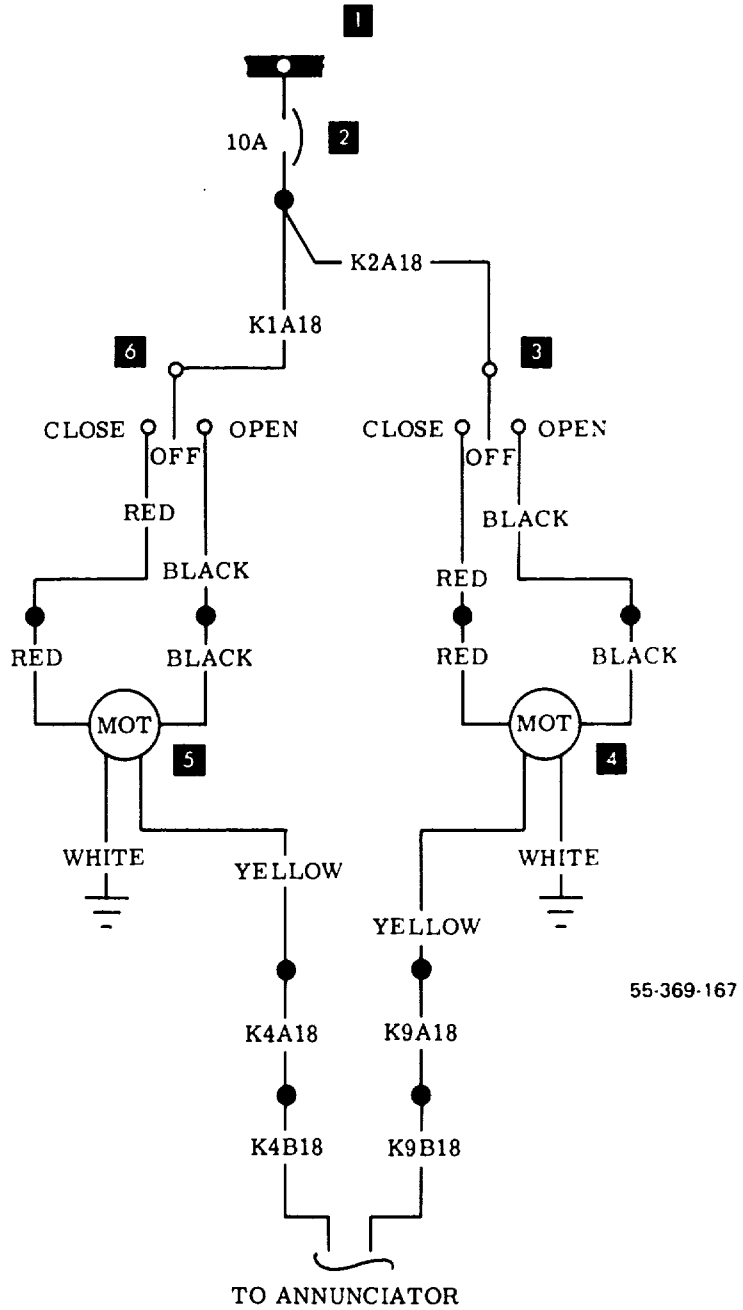 1
10A
2
K2A18
K1A18
6
3
CLOSE
OPEN
OFF
CLOSE
OPEN
OFF
RED
BLACK
BLACK
RED
RED
BLACK
RED
BLACK
MOT
MOT
5
4
WHITE
WHITE
YELLOW
YELLOW
55-369-167
K4A18
K9A18
K4B18
K9B18
TO ANNUNCIATOR